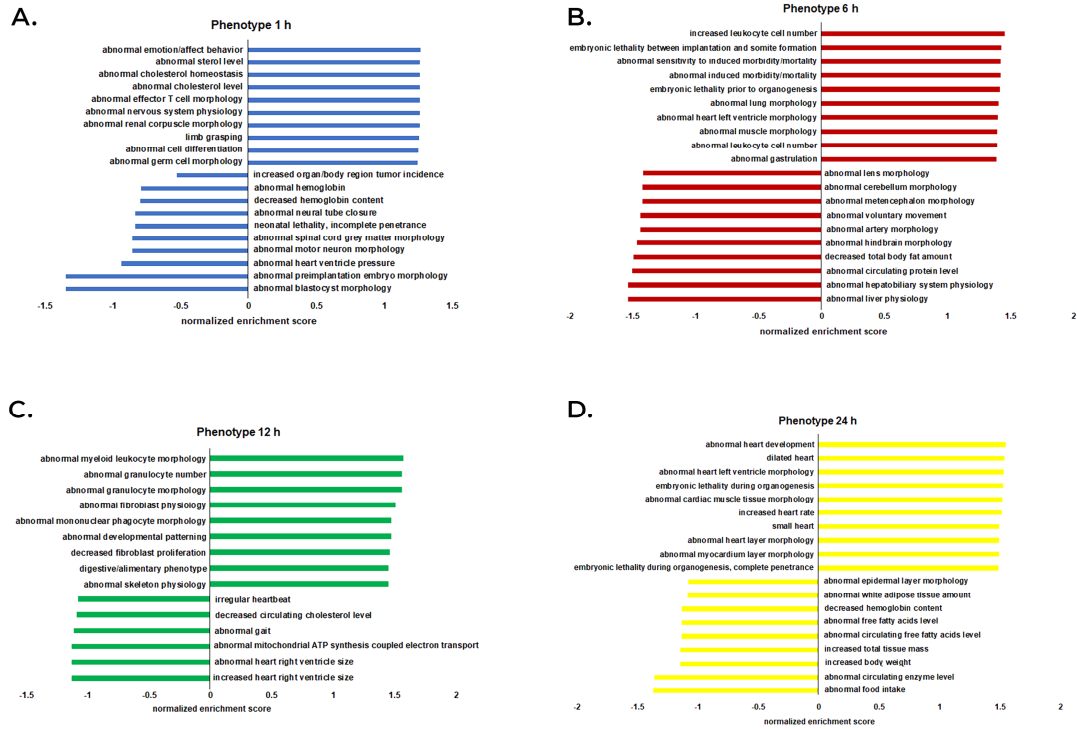 A.
Phenotype 1 h
abnormal emotion/affect behavior
abnormal sterol level
abnormal cholesterol homeostasis
abnormal cholesterol level
abnormal effector T cell morphology
abnormal nervous system physiology
abnormal renal corpuscle morphology
limb grasping
abnormal cell differentiation
abnormal germ cell morphology
increased organ/body region tumor incidence
abnormal hemoglobin
decreased hemoglobin content
abnormal neural tube closure
neonatal lethality, incomplete penetrance
abnormal spinal cord grey matter morphology
abnormal motor neuron morphology
abnormal heart ventricle pressure
abnormal preimplantation embryo morphology
abnormal blastocyst morphology
-1.5 -1 -0.5 0 0.5 1 1.5
normalized enrichment score
B.
Phenotype 6 h
increased leukocyte cell number
embryonic lethality between implantation and somite formation
abnormal sensitivity to induced morbidity/mortality
abnormal induced morbidity/mortality
embryonic lethality prior to organogenesis
abnormal lung morphology
abnormal heart left ventricle morphology
abnormal muscle morphology
abnormal leukocyte cell number
abnormal gastrulation
abnormal lens morphology
abnormal cerebellum morphology
abnormal metencephalon morphology
abnormal voluntary movement
abnormal artery morphology
abnormal hindbrain morphology
decreased total body fat amount
abnormal circulating protein level
abnormal hepatobiliary system physiology
abnormal liver physiology
-2 -1.5 -1 -0.5 0 0.5 1 1.5 2
normalized enrichment score
C.
Phenotype 12 h
abnormal myeloid leukocyte morphology
abnormal granulocyte number
abnormal granulocyte morphology
abnormal fibroblast physiology
abnormal mononuclear phagocyte morphology
abnormal developmental patterning
decreased fibroblast proliferation
digestive/alimentary phenotype
abnormal skeleton physiology
irregular heartbeat
decreased circulating cholesterol level
abnormal gait
abnormal mitochondrial ATP synthesis coupled electron transport
abnormal heart right ventricle size
increased heart right ventricle size
-1 -0.5 0 0.5 1 1.5 2
normalized enrichment score
D.
Phenotype 24 h
abnormal heart development
dilated heart
abnormal heart left ventricle morphology
embryonic lethality during organogenesis
abnormal cardiac muscle tissue morphology
increased heart rate
small heart
abnormal heart layer morphology
abnormal myocardium layer morphology
embryonic lethality during organogenesis, complete penetrance
abnormal epidermal layer morphology
abnormal white adipose tissue amount
decreased hemoglobin content
abnormal free fatty acids level
abnormal circulating free fatty acids level
increased total tissue mass
increased body weight
abnormal circulating enzyme level
abnormal food intake
-2 -1.5 -1 -0.5 0 0.5 1 1.5 2
normalized enrichment score